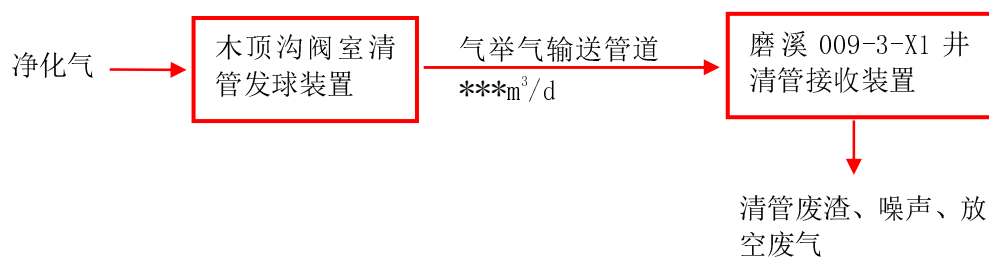 净化气
木顶沟阀室清
管发球装置
气举气输送管道
***m³/d
磨溪 009-3-X1 井
清管接收装置
清管废渣、噪声、放
空废气